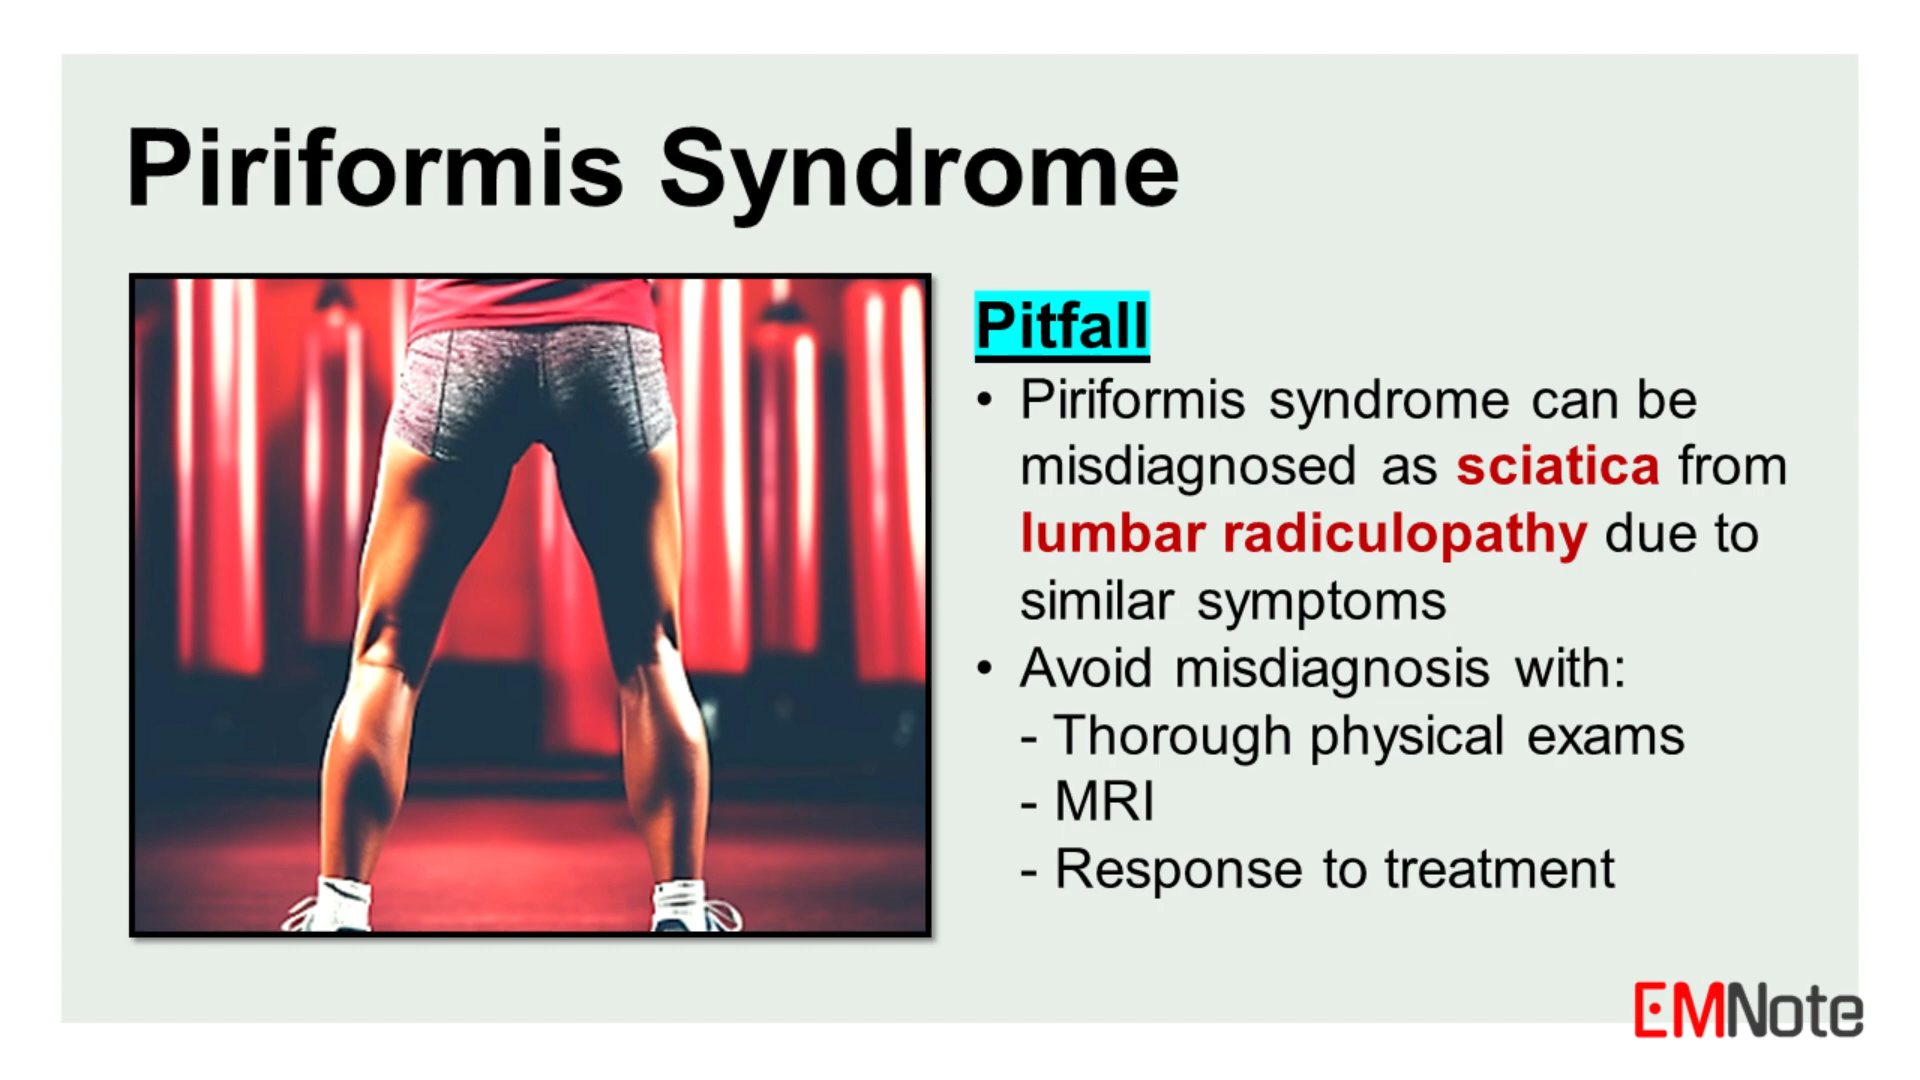 Piriformis Syndrome
Pitfall
• Piriformis syndrome can be
misdiagnosed as sciatica from
lumbar radiculopathy due to
similar symptoms
• Avoid misdiagnosis with:
- Thorough physical exams
- MRI
- Response to treatment
EMNote